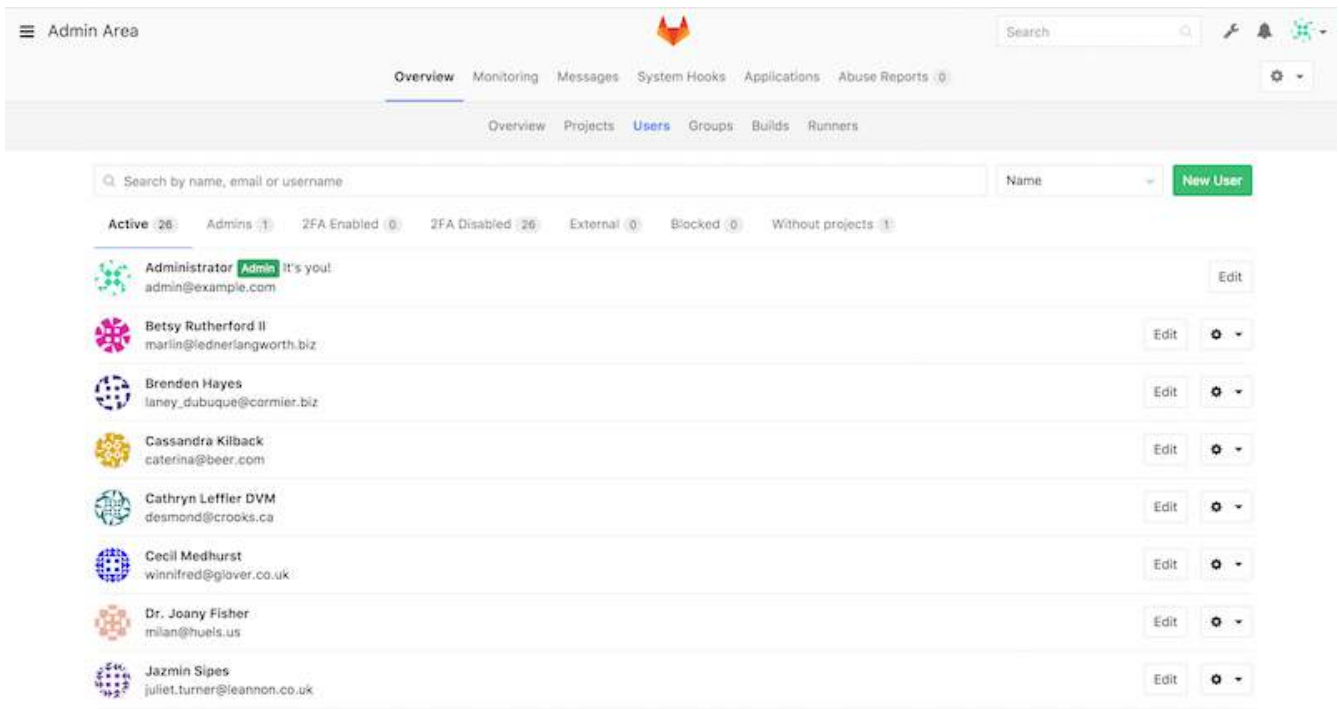 Admin Area
Search
Overview Monitoring Messages System Hooks Applications Abuse Reports 0
Overview Projects Users Groups Builds Runners
Search by name, email or username
Name
New User
Active 26 Admins 1 2FA Enabled 0 2FA Disabled 26 External 0 Blocked 0 Without projects 1
Administrator Admin It's you!
admin@example.com
Edit
Betsy Rutherford II
marlin@lednerlangworth.biz
Edit
Brenden Hayes
laney_dubuque@cormier.biz
Edit
Cassandra Kilback
caterina@beer.com
Edit
Cathryn Leffler DVM
desmond@crooks.ca
Edit
Cecil Medhurst
winnifred@glover.co.uk
Edit
Dr. Joany Fisher
milan@huels.us
Edit
Jazmin Sipes
juliet.turner@leannon.co.uk
Edit